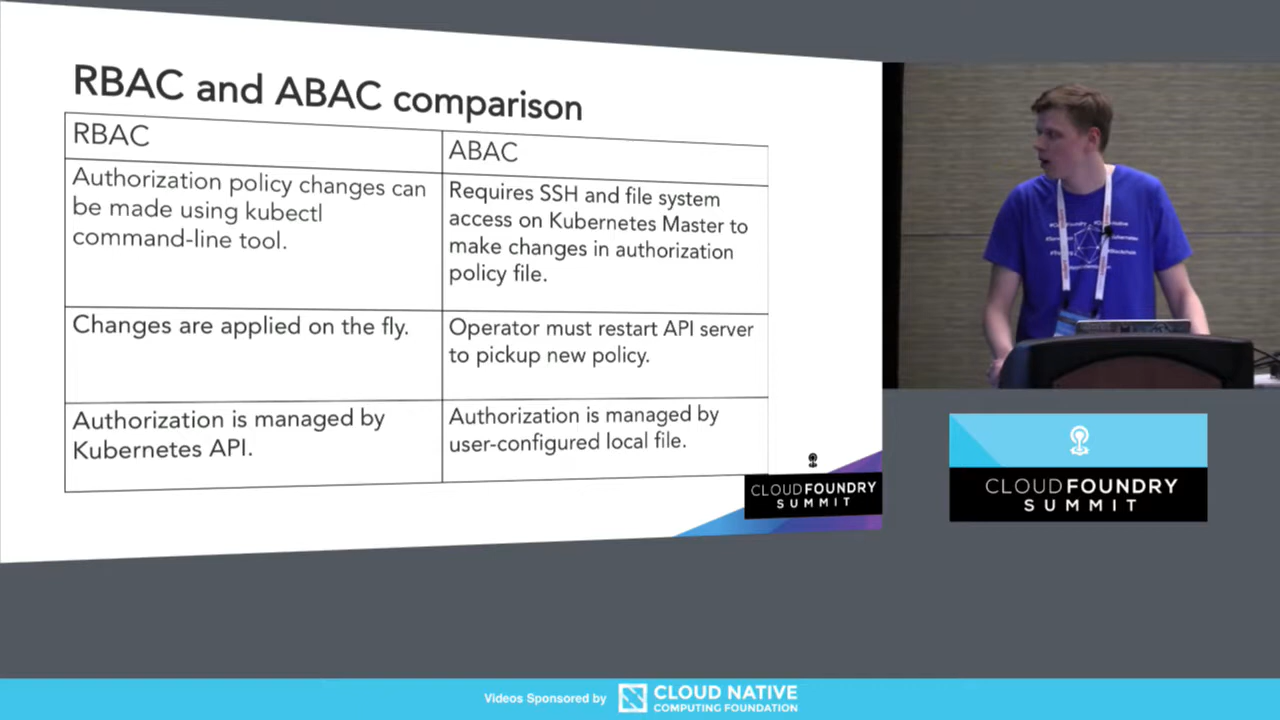 RBAC and ABAC comparison
RBAC
ABAC
Authorization policy changes can
be made using kubectl
command-line tool.
Requires SSH and file system
access on Kubernetes Master to
make changes in authorization
policy file.
Changes are applied on the fly.
Operator must restart API server
to pickup new policy.
Authorization is managed by
Kubernetes API.
Authorization is managed by
user-configured local file.
CLOUDFOUNDRY
SUMMIT
CLOUDFOUNDRY
SUMMIT
Videos Sponsored by
CLOUD NATIVE
COMPUTING FOUNDATION